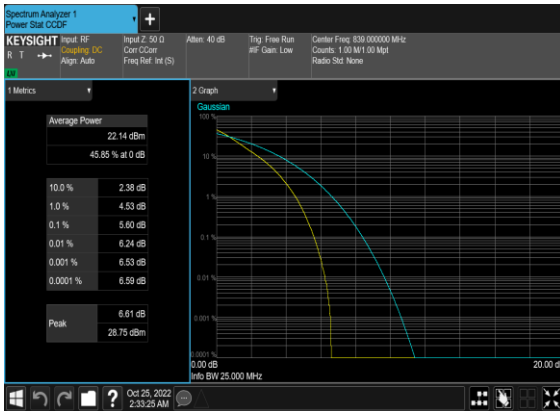 Spectrum Analyzer 1
Power Stat CCDF
KEYSIGHT
R T
LM
Input: RF
Coupling: DC
Align: Auto
Input Z: 50 Ω
Corr CCorr
Freq Ref: Int (S)
Atten: 40 dB
Trig: Free Run
#IF Gain: Low
Center Freq: 839.000000 MHz
Counts: 1.00 M/1.00 Mpt
Radio Std: None
1 Metrics
Average Power
22.14 dBm
45.85 % at 0 dB
10.0 % 2.38 dB
1.0 % 4.53 dB
0.1 % 5.60 dB
0.01 % 6.24 dB
0.001 % 6.53 dB
0.0001 % 6.59 dB
Peak
6.61 dB
28.75 dBm
2 Graph
Gaussian
100 %
10 %
1 %
0.1 %
0.01 %
0.001 %
0.0001 %
0.00 dB
20.00 d
Info BW 25.000 MHz
Oct 25, 2022
2:33:25 AM